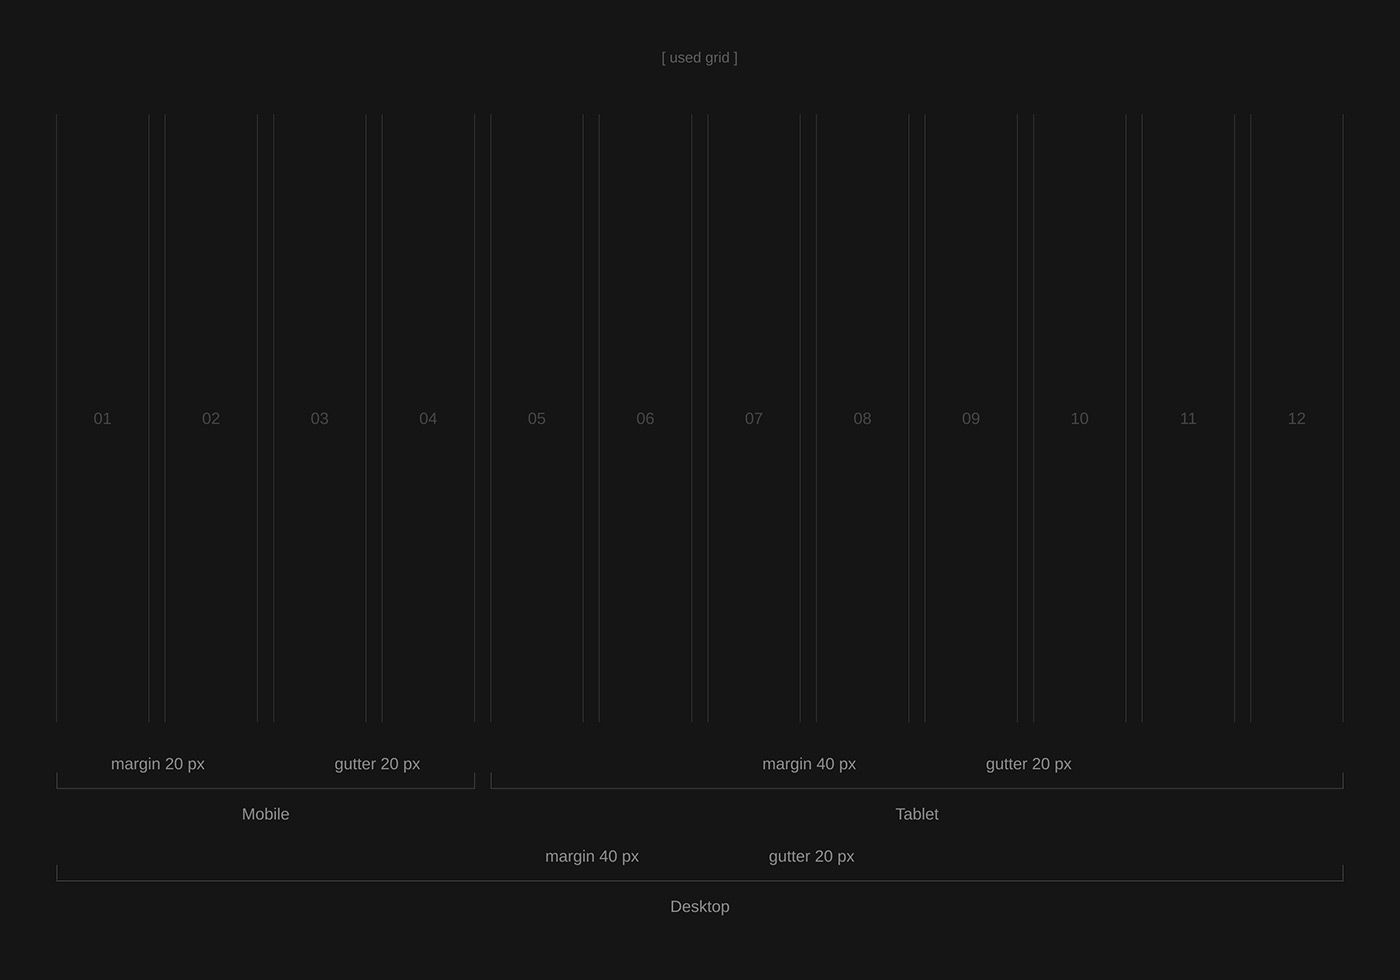 [ used grid ]
01 02 03 04 05 06 07 08 09 10 11 12
margin 20 px gutter 20 px margin 40 px gutter 20 px
Mobile Tablet
margin 40 px gutter 20 px
Desktop